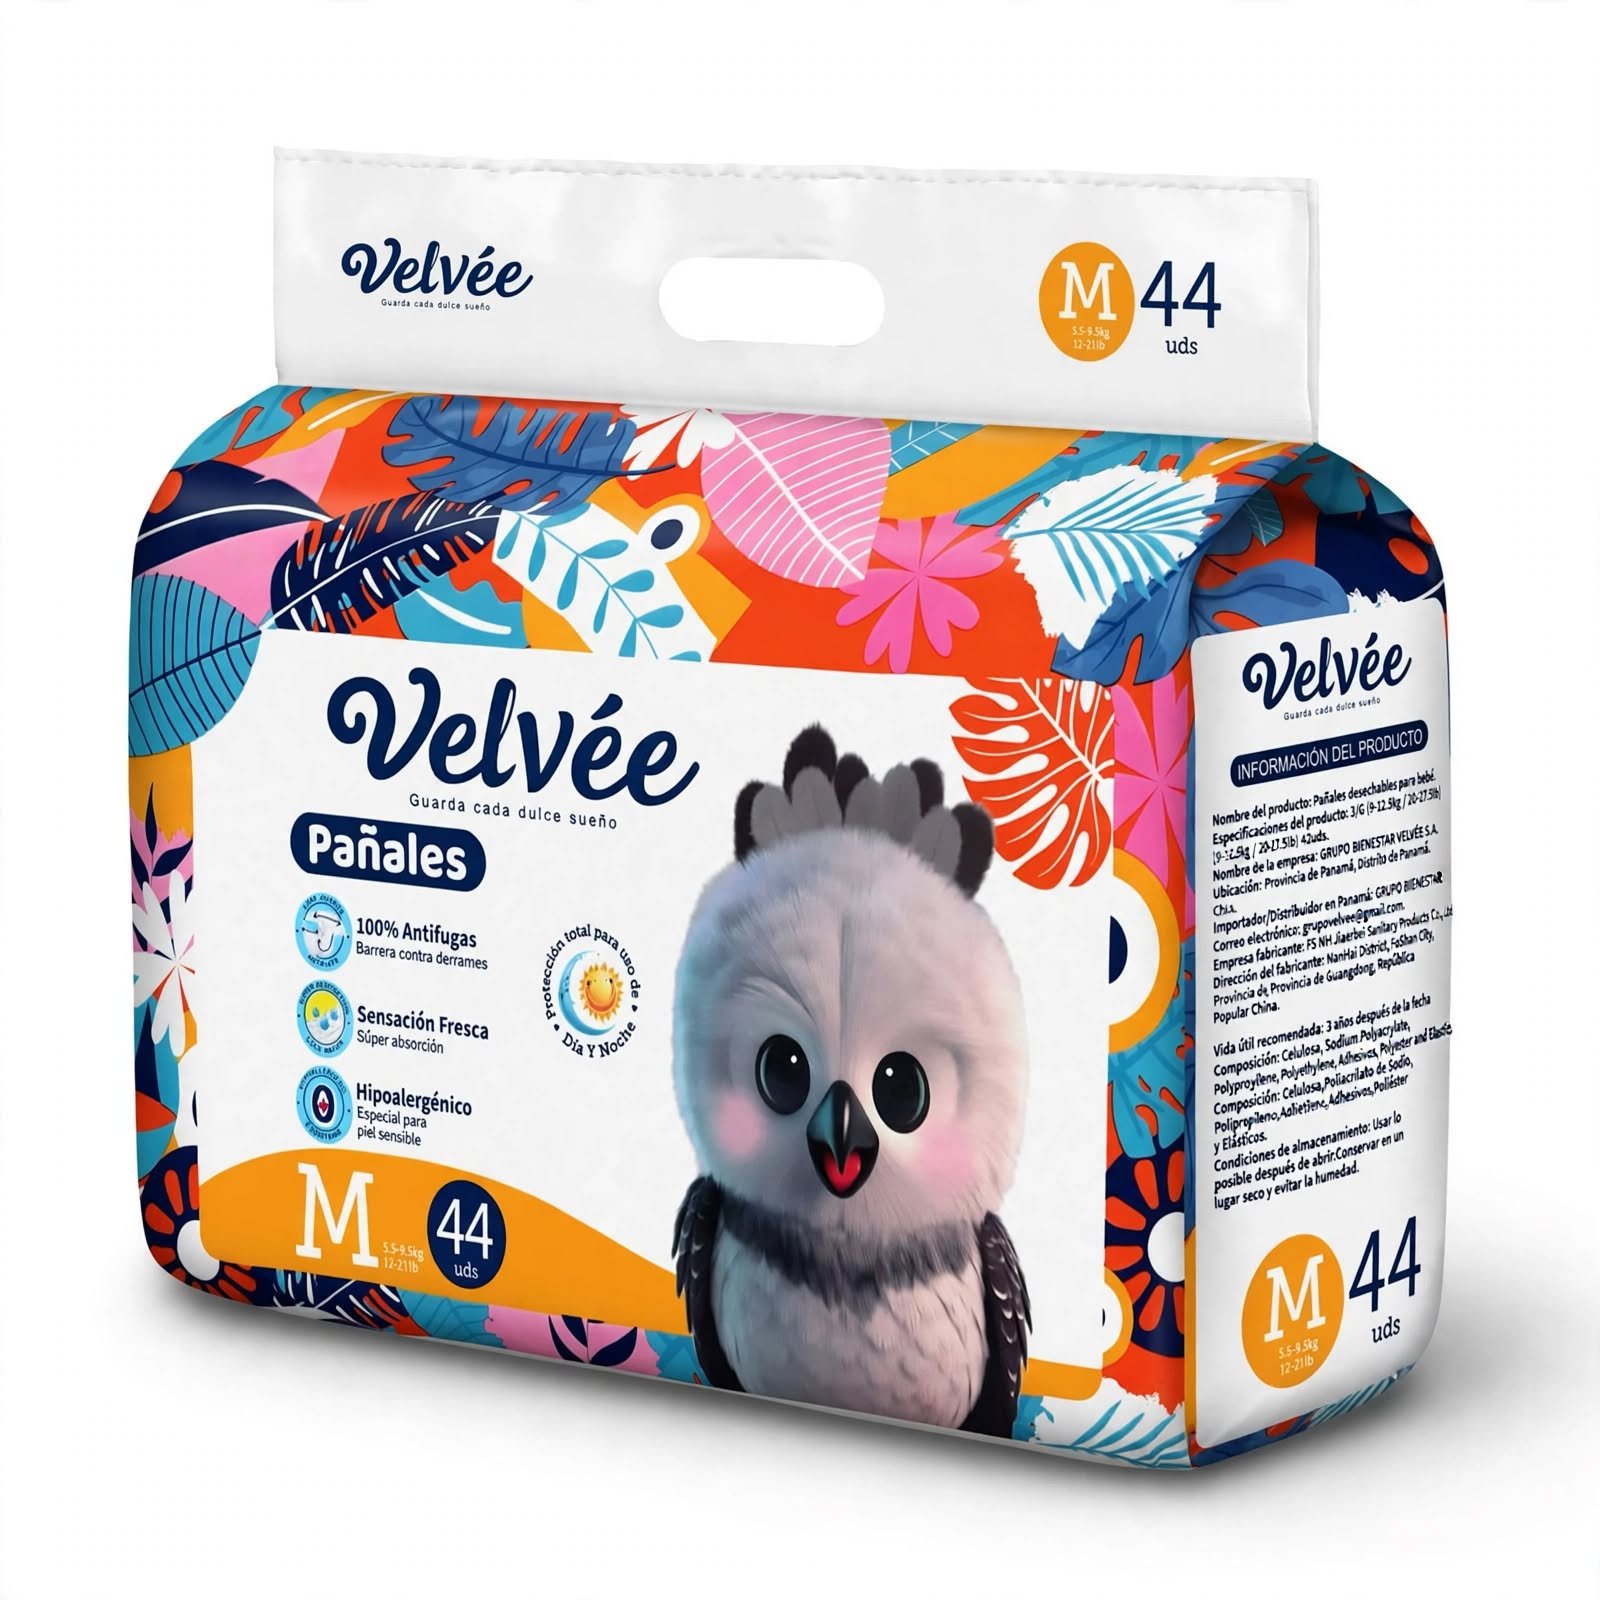 Velvée
Guarda cada dulce sueño
M
5.5-9.5kg
12-21lb
44
uds
Velvée
Guarda cada dulce sueño
Pañales
100% Antifugas
Barrera contra derrames
Sensación Fresca
Súper absorción
Hipoalergénico
Especial para
piel sensible
Protección total para uso de
Día Y Noche
M
5.5-9.5kg
12-21lb
44
uds
Velvée
Guarda cada dulce sueño
INFORMACIÓN DEL PRODUCTO
Nombre del producto: Pañales desechables para bebé.
Especificaciones del producto: 3/G (9-12.5kg / 20-27.5lb)
42uds.
Nombre de la empresa: GRUPO BIENESTAR VELVÉE S.A.
Ubicación: Provincia de Panamá, Distrito de Panamá.
Importador/Distribuidor en Panamá: GRUPO BIENESTAR
Correo electrónico: grupovelvee@gmail.com.
Empresa fabricante: FS NH Jiaerbei Sanitary Products Co., Ltd
Dirección del fabricante: NanHai District, FoShan City,
Provincia de, Provincia de Guangdong, República
Popular China.
Vida útil recomendada: 3 años después de la fecha
Composición: Celulosa, Sodium Polyacrylate,
Polypropylene, Polyethylene, Adhesives, Polyester and Elastic
Composición: Celulosa,Poliacrilato de Sodio,
Polipropileno, Adhesivos,Poliéster
y Elásticos.
Condiciones de almacenamiento: Usar lo
posible después de abrir.Conservar en un
lugar seco y evitar la humedad.
M
5.5-9.5kg
12-21lb
44
uds